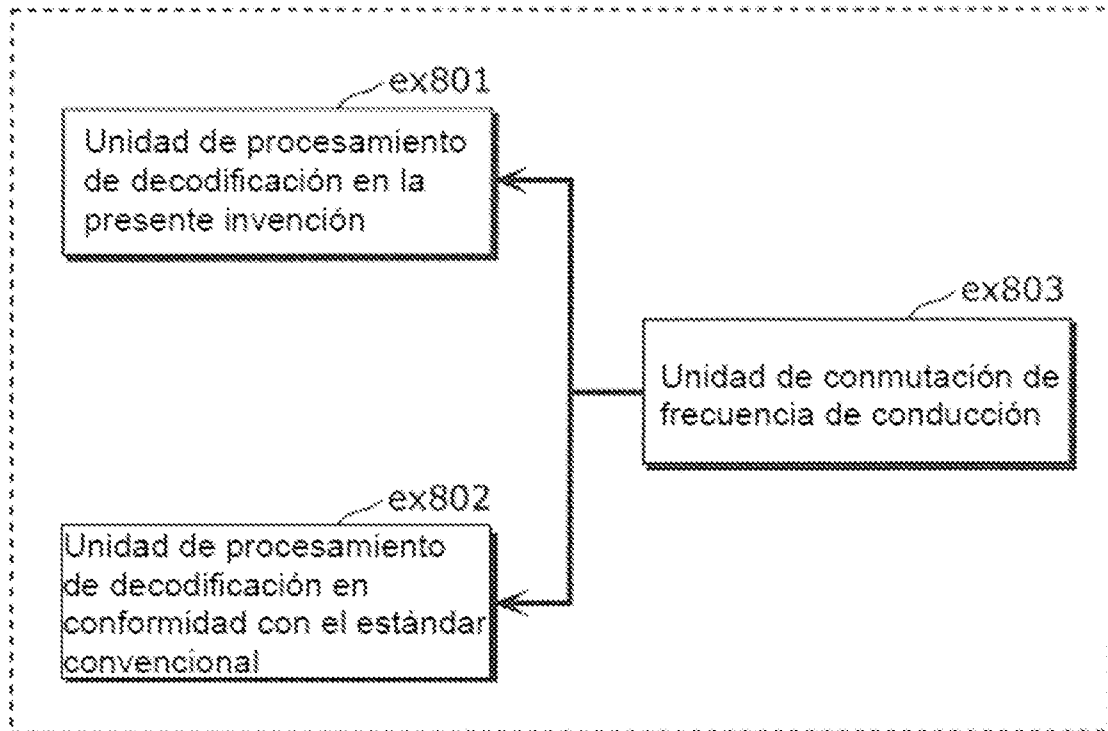 ex801
Unidad de procesamiento
de decodificación en la
presente invención
ex803
Unidad de conmutación de
frecuencia de conducción
ex802
Unidad de procesamiento
de decodificación en
conformidad con el estándar
convencional